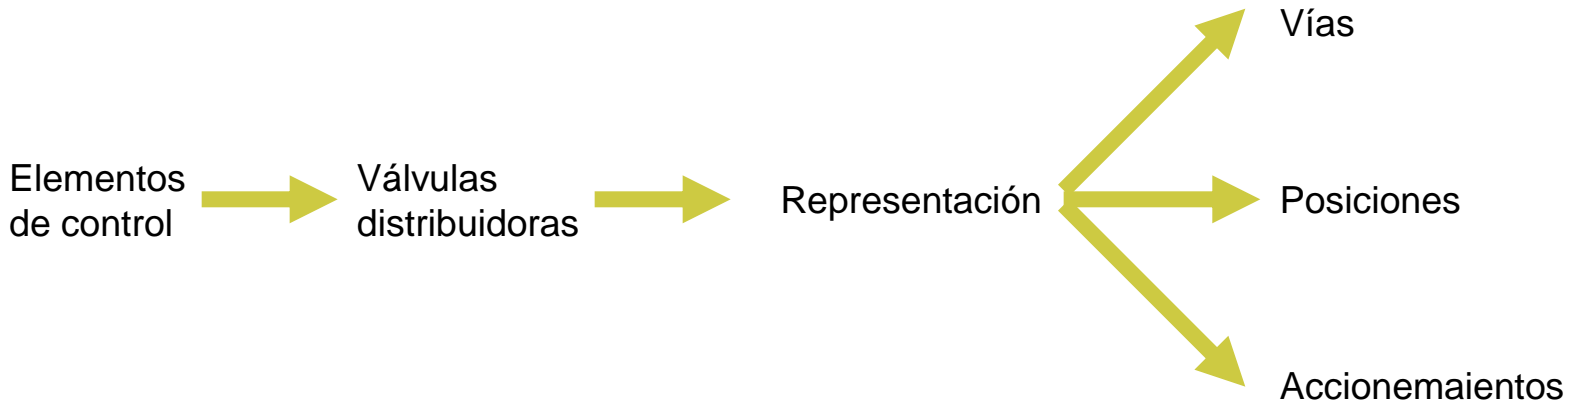 Vías
Elementos
de control
Válvulas
distribuidoras
Representación
Posiciones
Accionemaientos